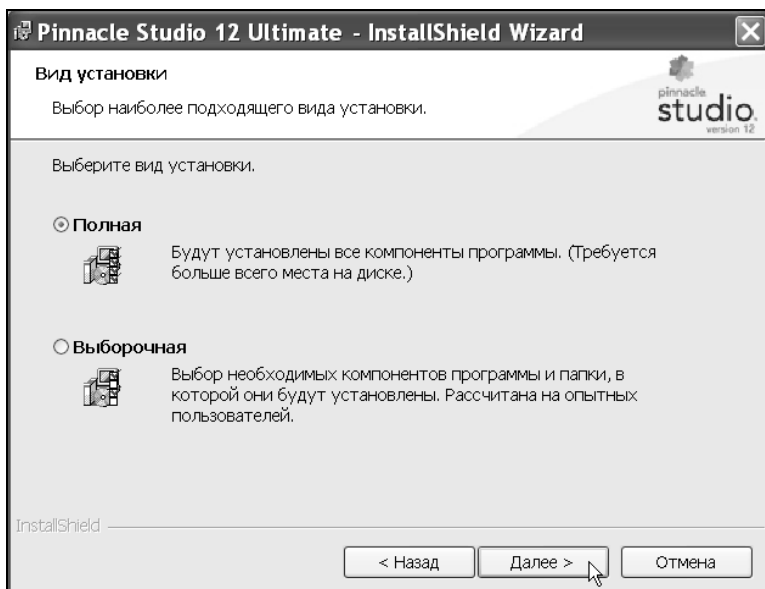 Pinnacle Studio 12 Ultimate - InstallShield Wizard
Вид установки
Выбор наиболее подходящего вида установки.
pinnacle
studio.
version 12
Выберите вид установки.
Полная
Будут установлены все компоненты программы. (Требуется
больше всего места на диске.)
Выборочная
Выбор необходимых компонентов программы и папки, в
которой они будут установлены. Рассчитана на опытных
пользователей.
InstallShield
< Назад
Далее >
Отмена